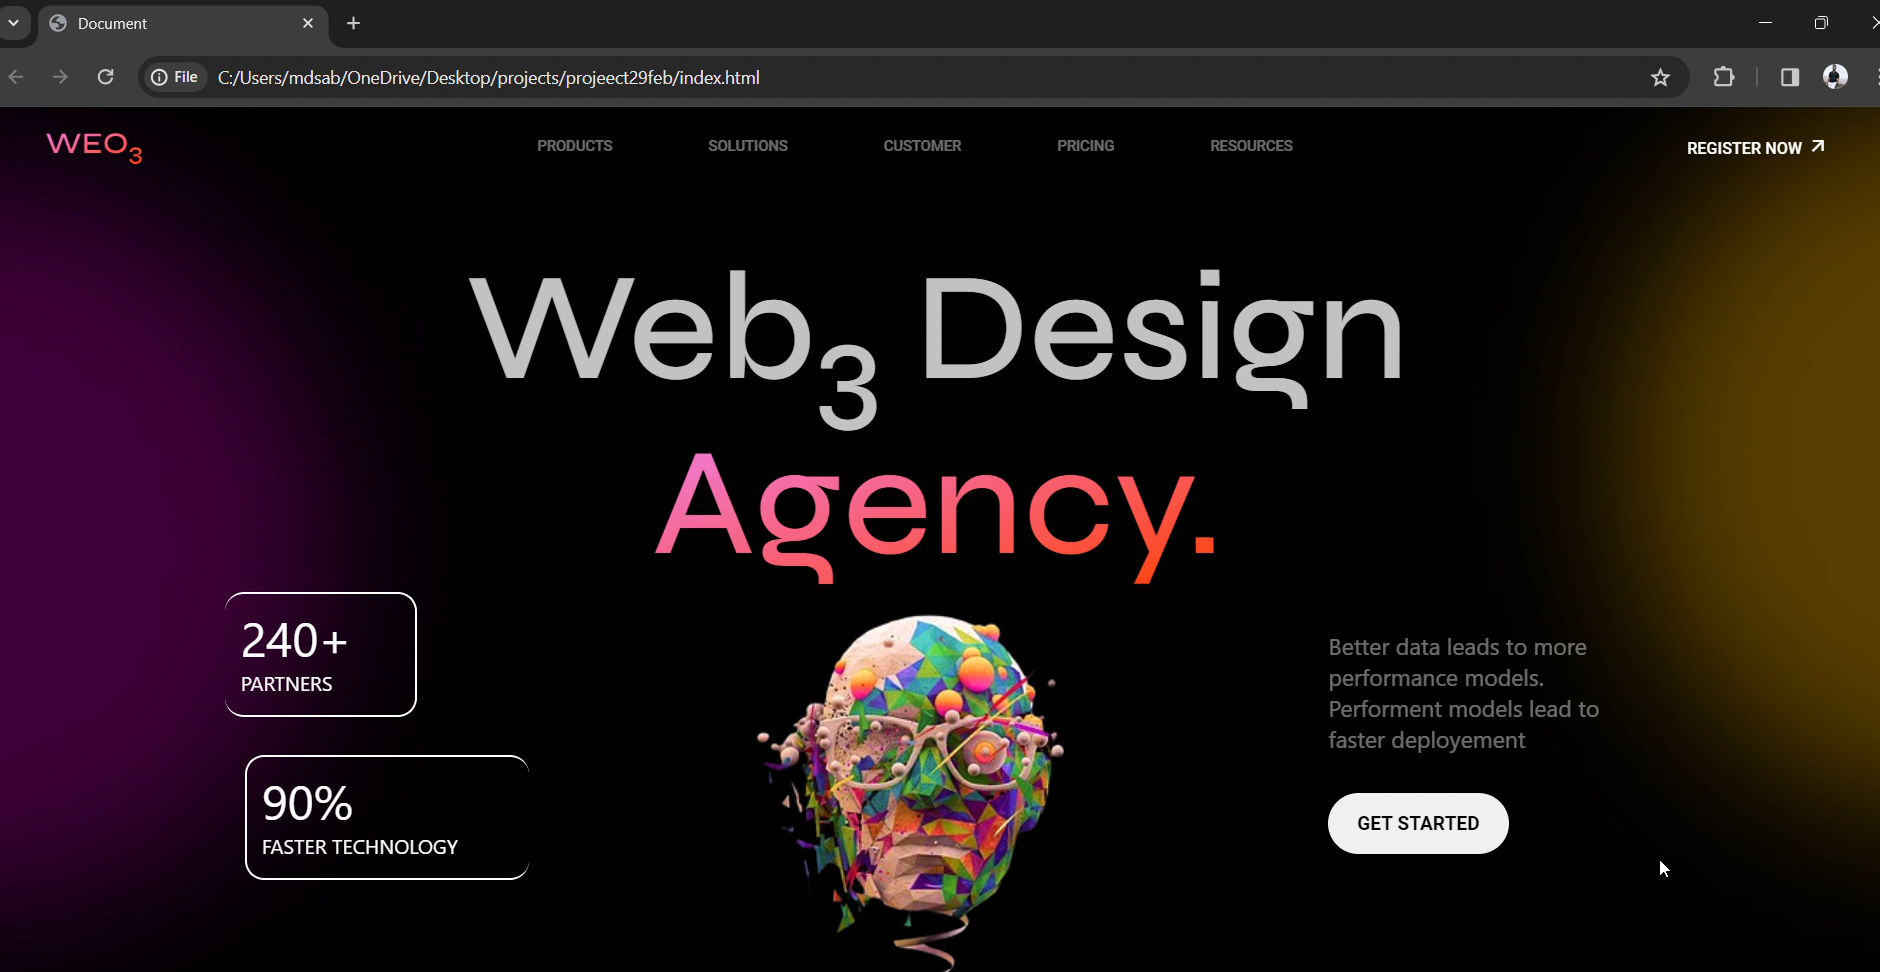 Document
File C:/Users/mdsab/OneDrive/Desktop/projects/projeect29feb/index.html
WEO3 PRODUCTS SOLUTIONS CUSTOMER PRICING RESOURCES REGISTER NOW
Web3 Design
Agency.
240+
PARTNERS
90%
FASTER TECHNOLOGY
Better data leads to more
performance models.
Performent models lead to
faster deployement
GET STARTED